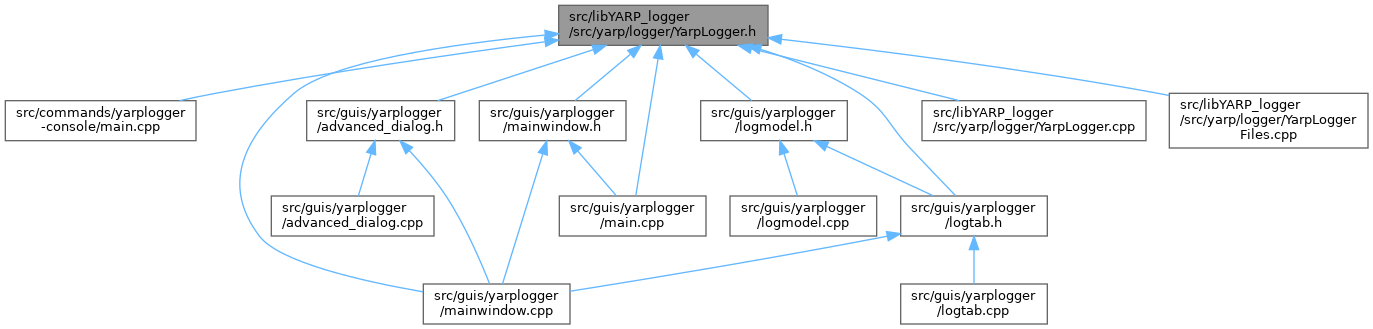 src/libYARP_logger
/src/yarp/logger/YarpLogger.h
src/commands/yarplogger
-console/main.cpp
src/guis/yarplogger
/advanced_dialog.h
src/guis/yarplogger
/mainwindow.h
src/guis/yarplogger
/logmodel.h
src/libYARP_logger
/src/yarp/logger/YarpLogger.cpp
src/libYARP_logger
/src/yarp/logger/YarpLogger
Files.cpp
src/guis/yarplogger
/advanced_dialog.cpp
src/guis/yarplogger
/main.cpp
src/guis/yarplogger
/logmodel.cpp
src/guis/yarplogger
/logtab.h
src/guis/yarplogger
/mainwindow.cpp
src/guis/yarplogger
/logtab.cpp